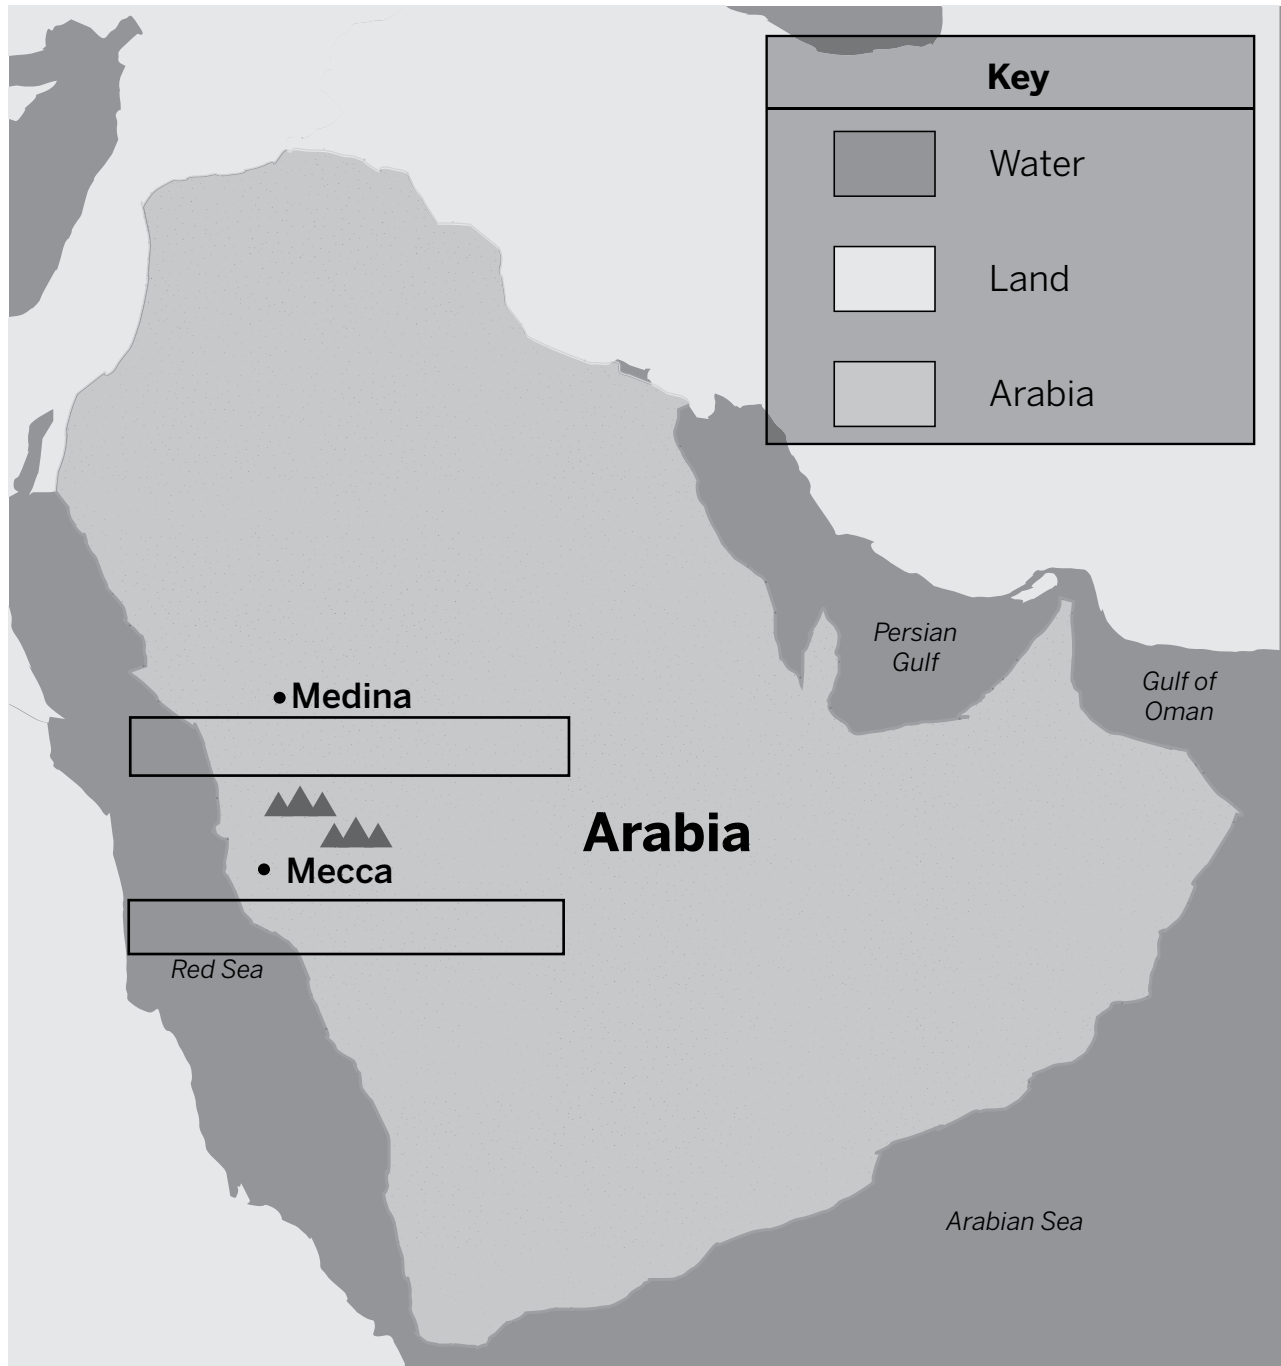 Key
Water
Land
Arabia
Persian
Gulf
Gulf of
Oman
Medina
Arabia
Mecca
Red Sea
Arabian Sea